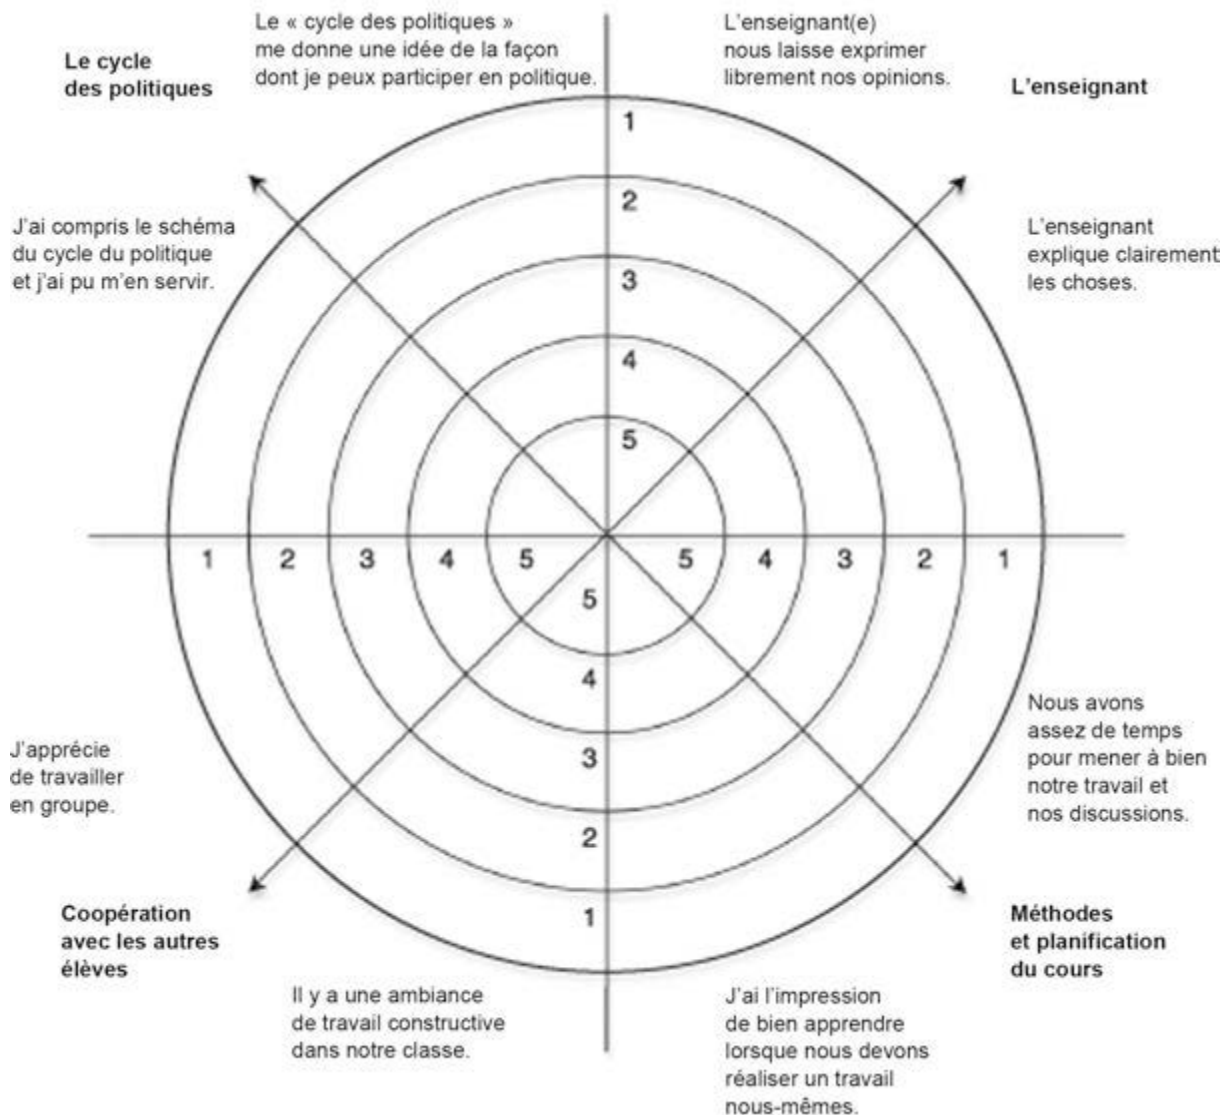 Le cycle
des politiques
Le « cycle des politiques »
me donne une idée de la façon
dont je peux participer en politique.
L'enseignant(e)
nous laisse exprimer
librement nos opinions.
L'enseignant
J'ai compris le schéma
du cycle du politique
et j'ai pu m'en servir.
L'enseignant
explique clairement
les choses.
1
2
3
4
5
1 2 3 4 5 5 4 3 2 1
5
4
3
2
1
J'apprécie
de travailler
en groupe.
Nous avons
assez de temps
pour mener à bien
notre travail et
nos discussions.
Coopération
avec les autres
élèves
Méthodes
et planification
du cours
Il y a une ambiance
de travail constructive
dans notre classe.
J'ai l'impression
de bien apprendre
lorsque nous devons
réaliser un travail
nous-mêmes.